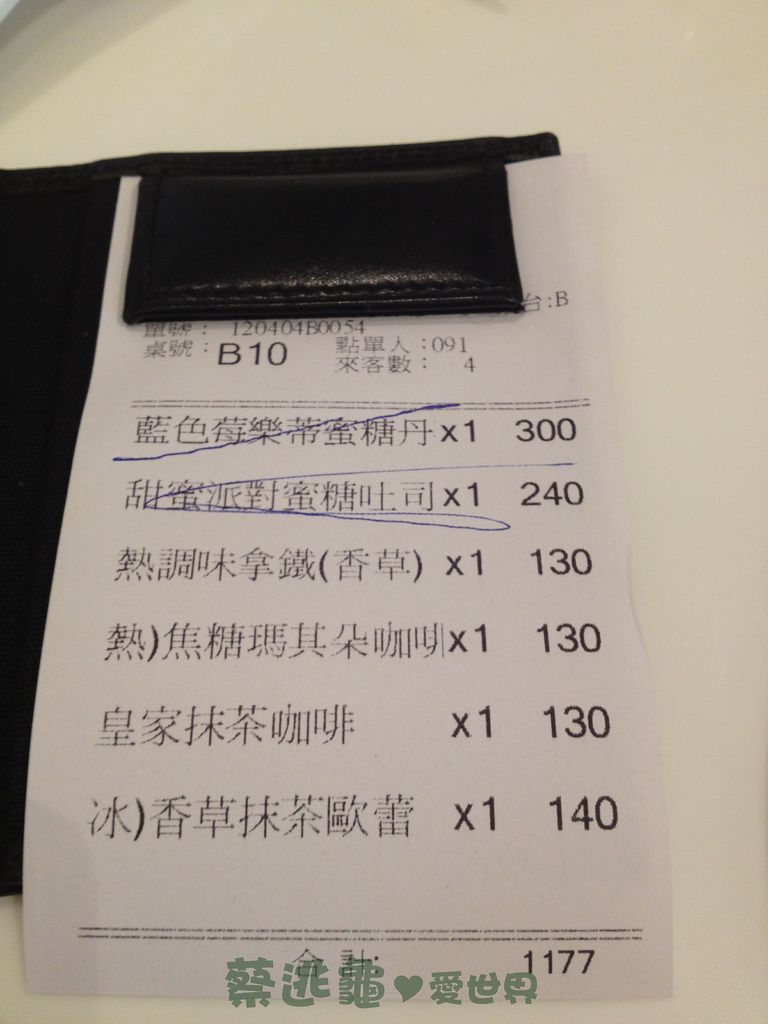 台:B
單號： 120404B0054
桌號：B10 點單人：091
來客數： 4
藍色莓樂蒂蜜糖丹x1 300
甜蜜派對蜜糖吐司x1 240
熱調味拿鐵(香草) x1 130
熱)焦糖瑪其朵咖啡x1 130
皇家抹茶咖啡 x1 130
冰)香草抹茶歐蕾 x1 140
合 計: 1177
蔡逃龜♥愛世界